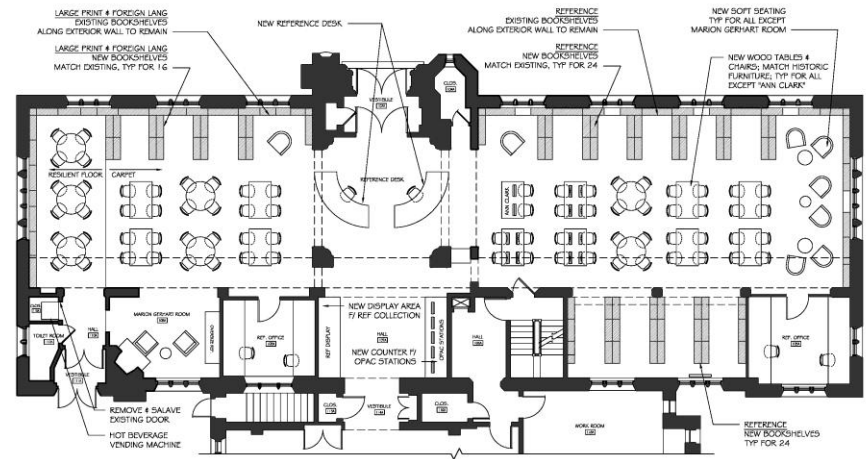 LARGE PRINT & FOREIGN LANG
EXISTING BOOKSHELVES
ALONG EXTERIOR WALL TO REMAIN
LARGE PRINT & FOREIGN LANG
NEW BOOKSHELVES
MATCH EXISTING, TYP FOR 16
NEW REFERENCE DESK
REFERENCE
EXISTING BOOKSHELVES
ALONG EXTERIOR WALL TO REMAIN
REFERENCE
NEW BOOKSHELVES
MATCH EXISTING, TYP FOR 24
NEW SOFT SEATING
TYP FOR ALL EXCEPT
MARION GERHART ROOM
NEW WOOD TABLES &
CHAIRS; MATCH HISTORIC
FURNITURE; TYP FOR ALL
EXCEPT "ANN CLARK"
CLOS.
VESTIBULE
RESILIENT FLOOR
CARPET
REFERENCE DESK
ANN CLARK
CLOS.
TOILET ROOM
HALL
VESTIBULE
MARION GERHART ROOM
REF. OFFICE
REF DISPLAY
NEW DISPLAY AREA
F/ REF COLLECTION
HALL
NEW COUNTER F/
OPAC STATIONS
OPAC STATIONS
HALL
REF. OFFICE
CLOS.
VESTIBULE
CLOS.
WORK ROOM
REMOVE & SALAVE
EXISTING DOOR
HOT BEVERAGE
VENDING MACHINE
REFERENCE
NEW BOOKSHELVES
TYP FOR 24